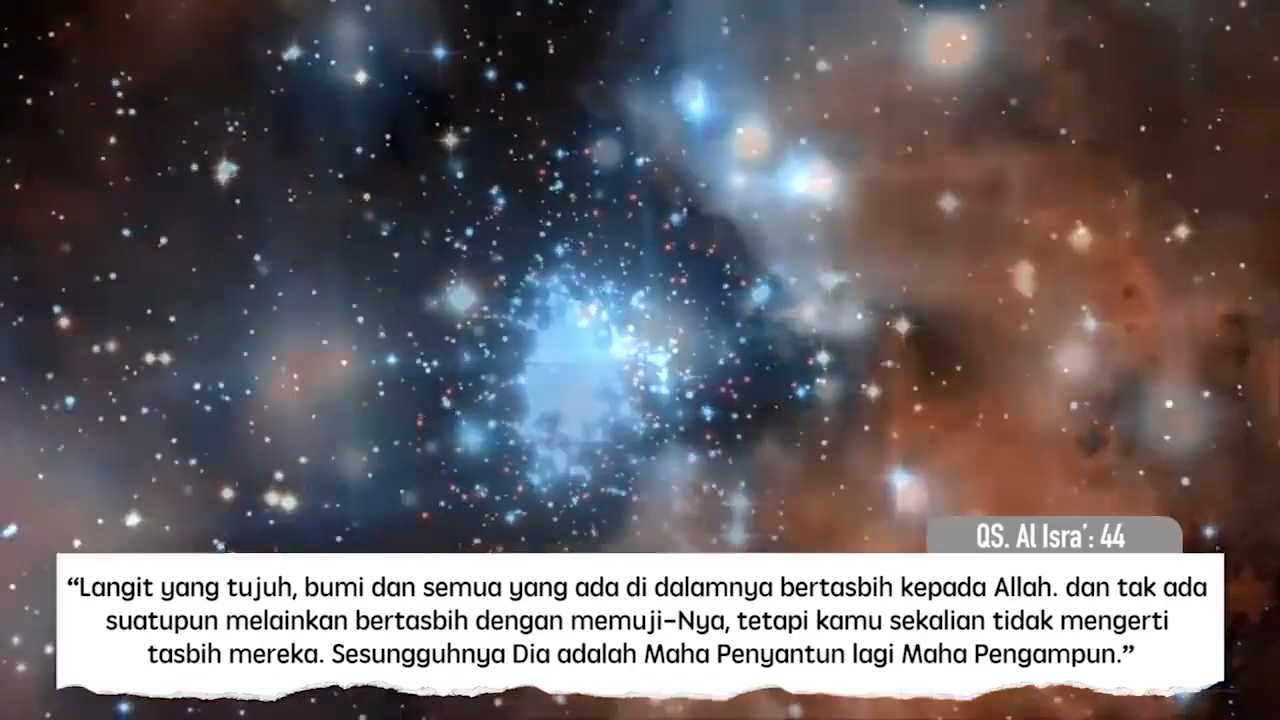 QS. Al Isra’: 44
“Langit yang tujuh, bumi dan semua yang ada di dalamnya bertasbih kepada Allah. dan tak ada
suatupun melainkan bertasbih dengan memuji-Nya, tetapi kamu sekalian tidak mengerti
tasbih mereka. Sesungguhnya Dia adalah Maha Penyantun lagi Maha Pengampun.”